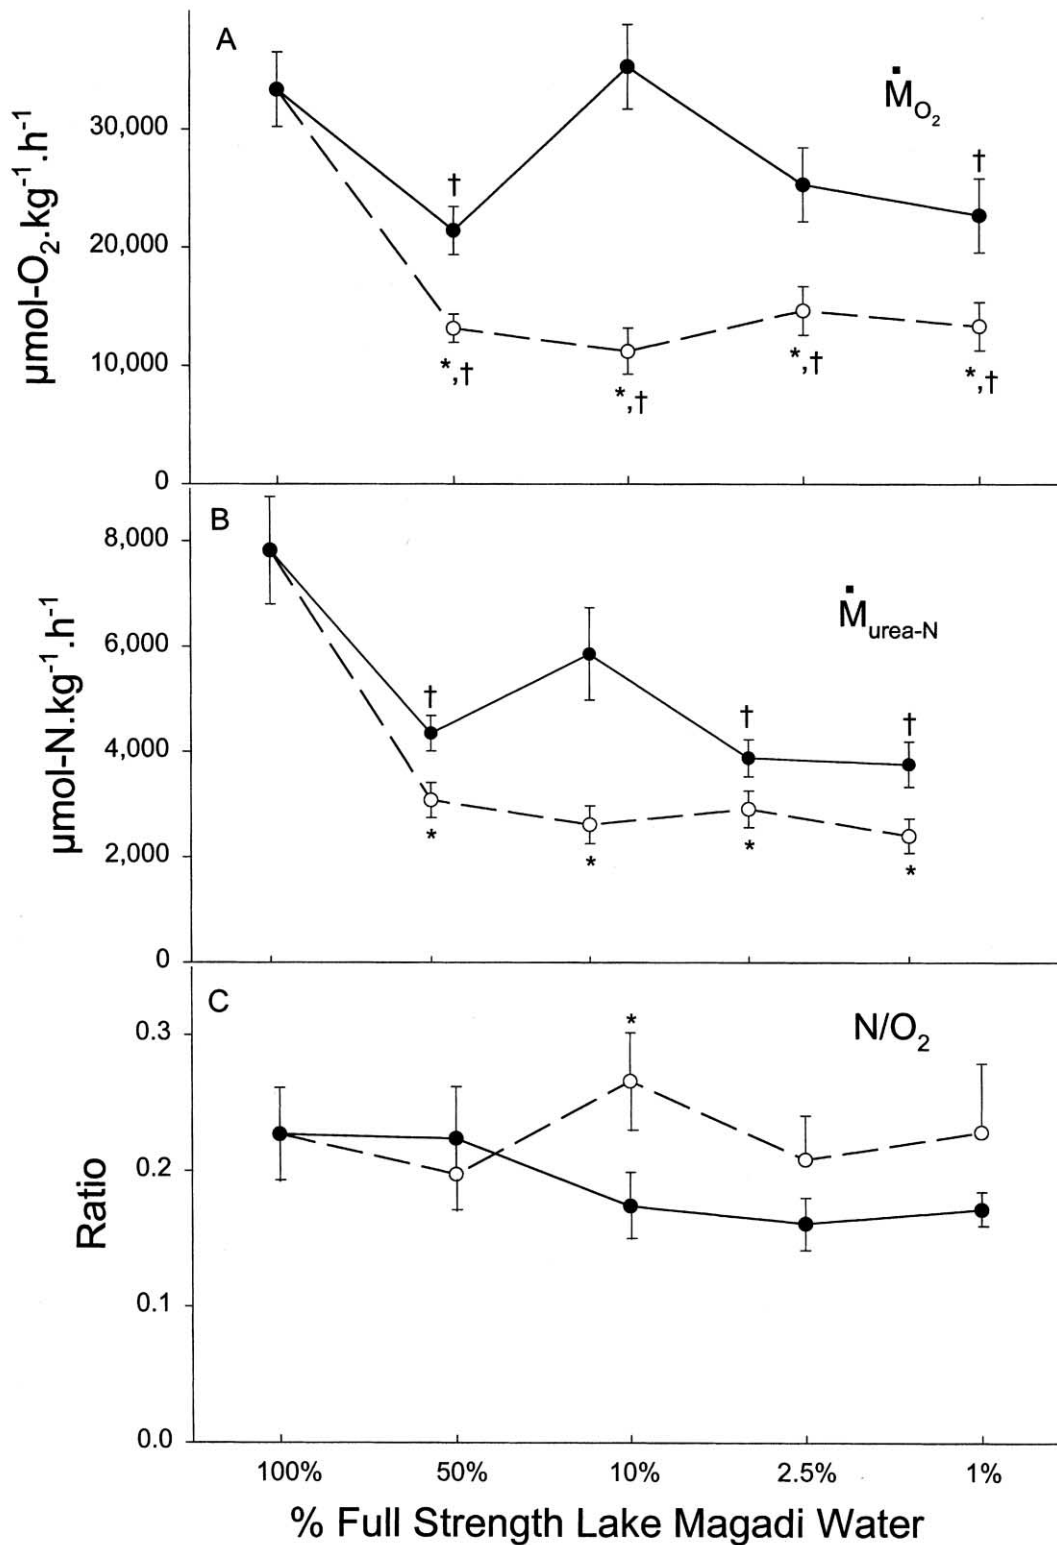 A
Ṁ_O₂
µmol-O₂.kg⁻¹.h⁻¹
30,000
20,000
10,000
0
†
†
*,†
*,†
*,†
*,†
B
Ṁ_urea-N
µmol-N.kg⁻¹.h⁻¹
8,000
6,000
4,000
2,000
0
†
†
†
*
*
*
*
C
N/O₂
Ratio
0.3
0.2
0.1
0.0
*
100% 50% 10% 2.5% 1%
% Full Strength Lake Magadi Water